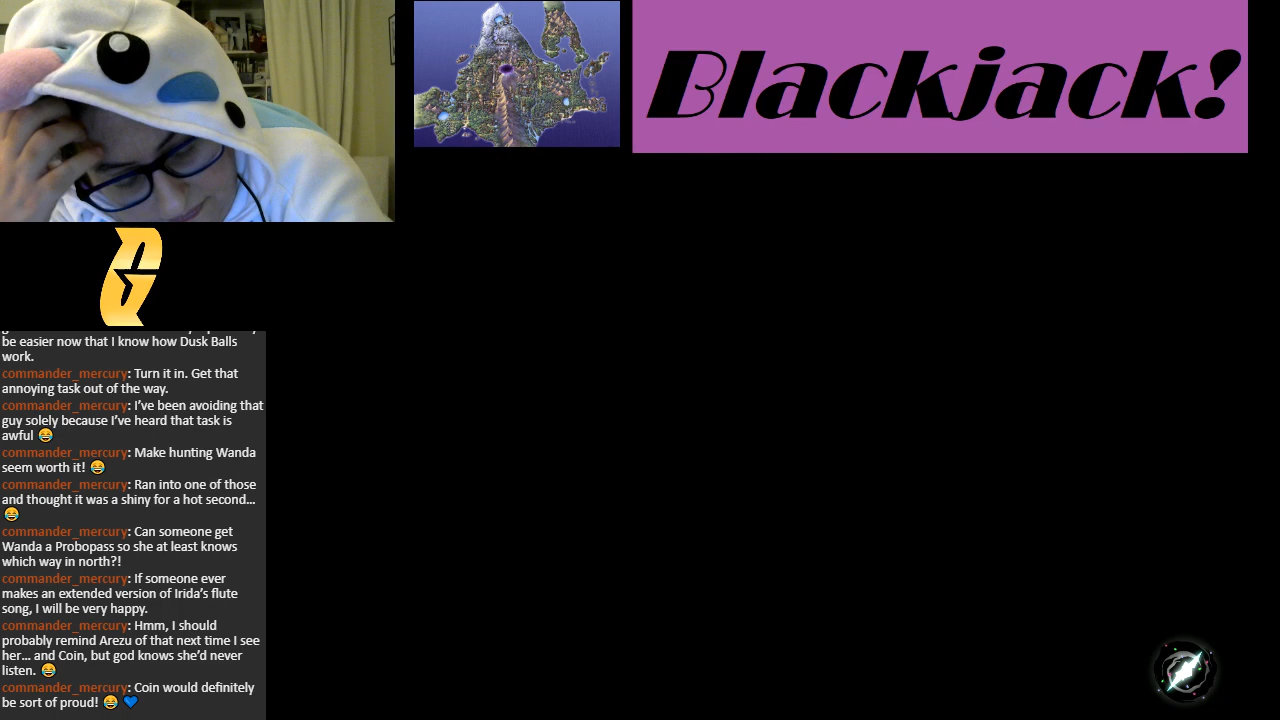 Blackjack!
be easier now that I know how Dusk Balls
work.
commander_mercury: Turn it in. Get that
annoying task out of the way.
commander_mercury: I've been avoiding that
guy solely because I've heard that task is
awful 😂
commander_mercury: Make hunting Wanda
seem worth it! 😂
commander_mercury: Ran into one of those
and thought it was a shiny for a hot second...
😂
commander_mercury: Can someone get
Wanda a Probopass so she at least knows
which way in north?!
commander_mercury: If someone ever
makes an extended version of Irida's flute
song, I will be very happy.
commander_mercury: Hmm, I should
probably remind Arezu of that next time I see
her... and Coin, but god knows she'd never
listen. 😄
commander_mercury: Coin would definitely
be sort of proud! 😂 💙